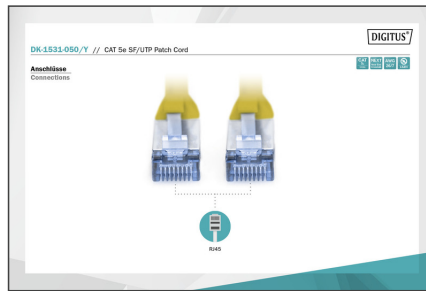 DIGITUS®
DK-1531-050/Y // CAT 5e SF/UTP Patch Cord
Anschlüsse
Connections
RJ45